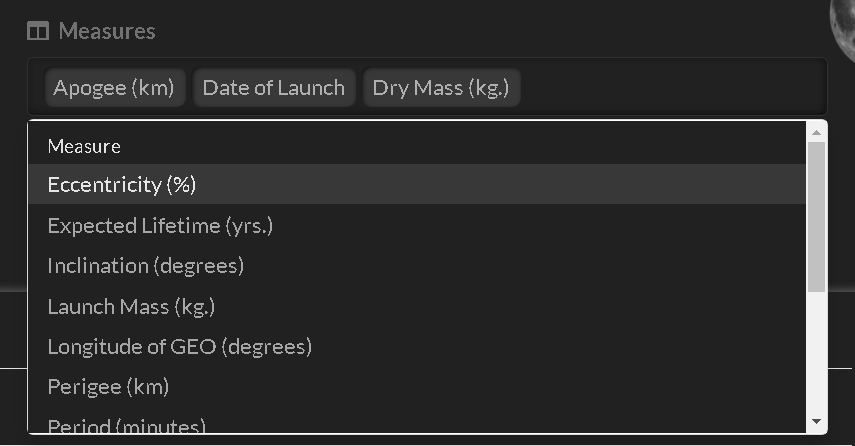 Measures
Apogee (km) Date of Launch Dry Mass (kg.)
Measure
Eccentricity (%)
Expected Lifetime (yrs.)
Inclination (degrees)
Launch Mass (kg.)
Longitude of GEO (degrees)
Perigee (km)
Period (minutes)